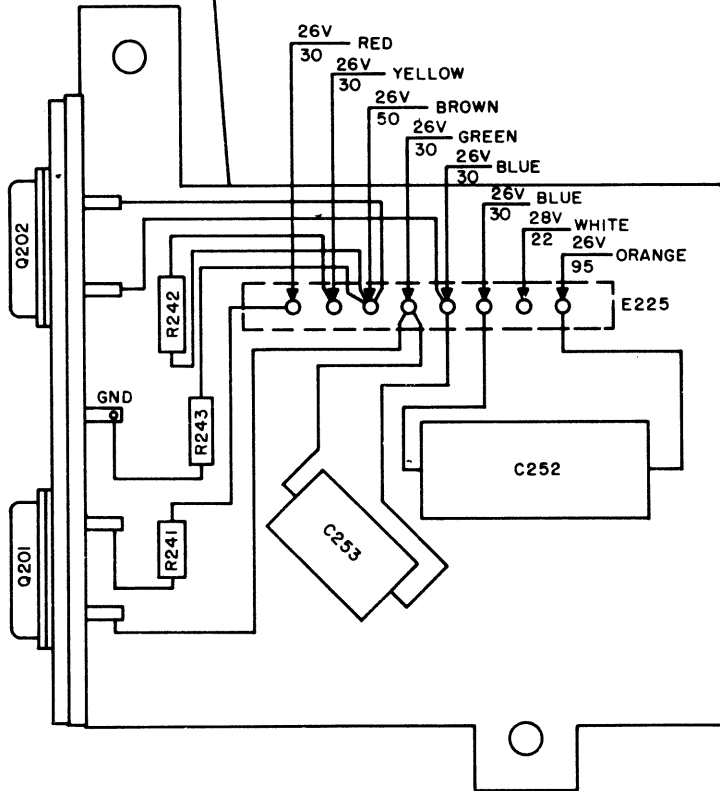 26V
30 RED
26V
30 YELLOW
26V
50 BROWN
26V
30 GREEN
26V
30 BLUE
26V
30 BLUE
28V
22 WHITE
26V
95 ORANGE
E225
Q202
R242
GND
R243
C252
C253
R241
Q201